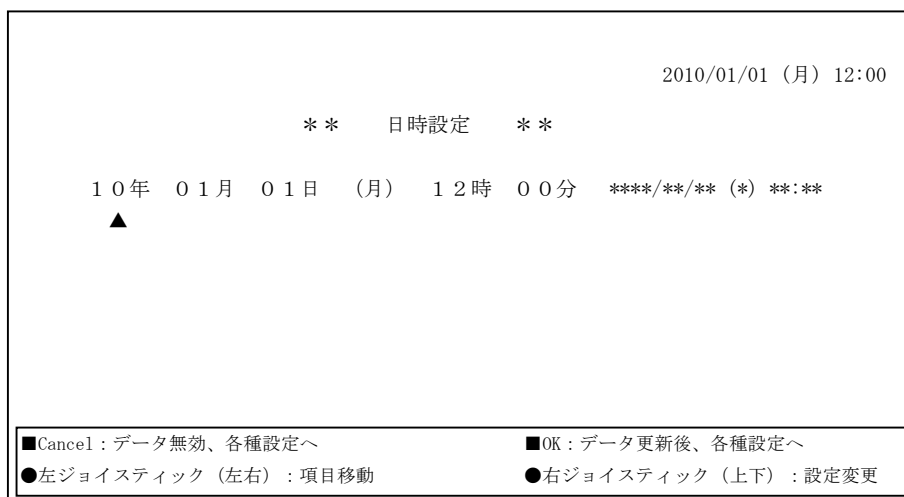 2010/01/01 (月) 12:00
** 日時設定 **
10年 01月 01日 (月) 12時 00分 ****/**/** (*) **:**
▲
■Cancel:データ無効、各種設定へ ■OK:データ更新後、各種設定へ
●左ジョイスティック(左右):項目移動 ●右ジョイスティック(上下):設定変更